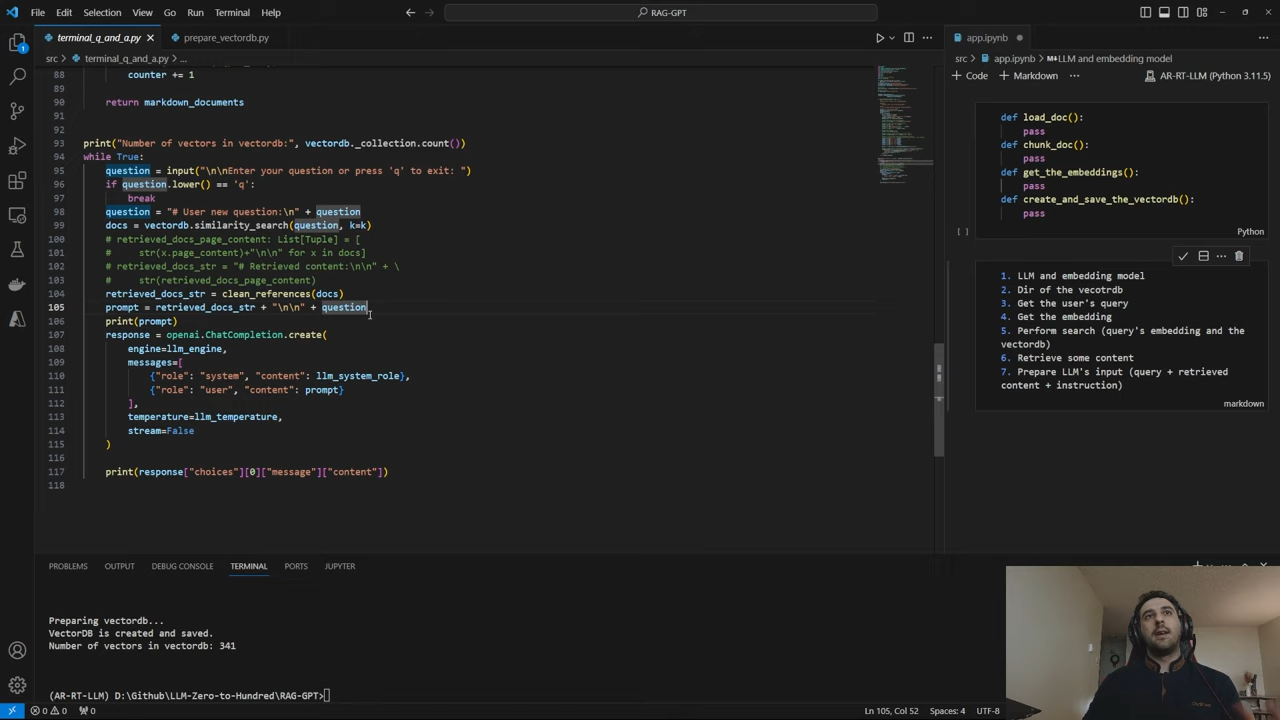 File Edit Selection View Go Run Terminal Help
RAG-GPT
terminal_q_and_a.py
prepare_vectordb.py
src > terminal_q_and_a.py > ...
88 counter += 1
89
90 return markdown_documents
91
92
93 print("Number of vectors in vectordb:", vectordb._collection.count())
94 while True:
95 question = input("\n\nEnter your question or press 'q' to exit: ")
96 if question.lower() == 'q':
97 break
98 question = "# User new question:\n" + question
99 docs = vectordb.similarity_search(question, k=k)
100 # retrieved_docs_page_content: List[Tuple] = [
101 # str(x.page_content)+"\n\n" for x in docs]
102 # retrieved_docs_str = "# Retrieved content:\n\n" + \
103 # str(retrieved_docs_page_content)
104 retrieved_docs_str = clean_references(docs)
105 prompt = retrieved_docs_str + "\n\n" + question
106 print(prompt)
107 response = openai.ChatCompletion.create(
108 engine=llm_engine,
109 messages=[
110 {"role": "system", "content": llm_system_role},
111 {"role": "user", "content": prompt}
112 ],
113 temperature=llm_temperature,
114 stream=False
115 )
116
117 print(response["choices"][0]["message"]["content"])
118
app.ipynb
src > app.ipynb > M↓LLM and embedding model
+ Code + Markdown ... AR-RT-LLM (Python 3.11.5)
def load_doc():
pass
def chunk_doc():
pass
def get_the_embeddings():
pass
def create_and_save_the_vectordb():
pass
[ ] Python
1. LLM and embedding model
2. Dir of the vecotrdb
3. Get the user's query
4. Get the embedding
5. Perform search (query's embedding and the
vectordb)
6. Retrieve some content
7. Prepare LLM's input (query + retrieved
content + instruction)
markdown
PROBLEMS OUTPUT DEBUG CONSOLE TERMINAL PORTS JUPYTER
Preparing vectordb...
VectorDB is created and saved.
Number of vectors in vectordb: 341
(AR-RT-LLM) D:\Github\LLM-Zero-to-Hundred\RAG-GPT>
1
0 0 0 Ln 105, Col 52 Spaces: 4 UTF-8